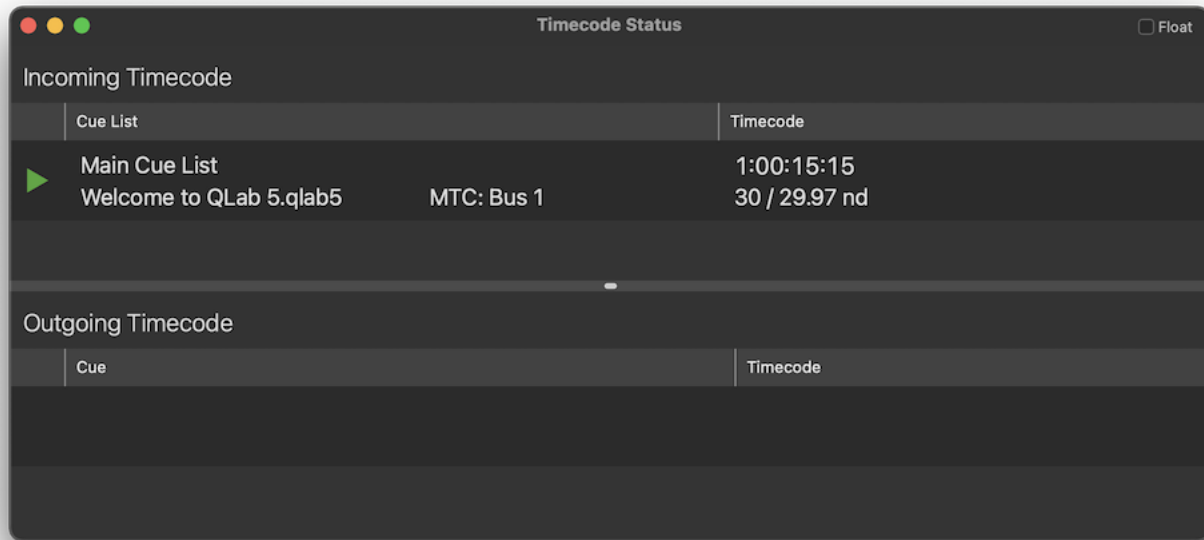 Timecode Status
Float
Incoming Timecode
Cue List Timecode
Main Cue List 1:00:15:15
Welcome to QLab 5.qlab5 MTC: Bus 1 30 / 29.97 nd
Outgoing Timecode
Cue Timecode